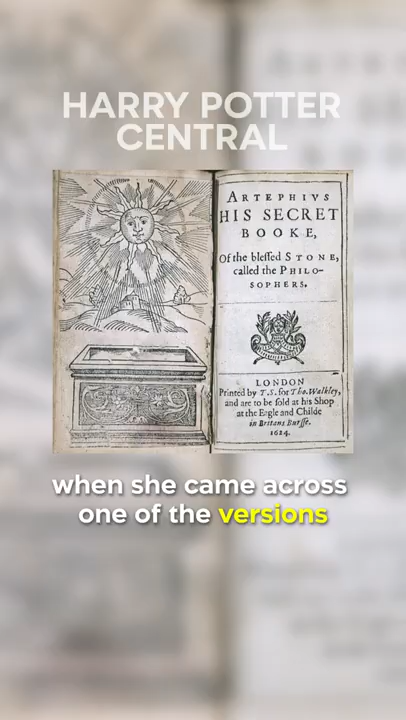 HARRY POTTER
CENTRAL
ARTEPHIVS
HIS SECRET
BOOKE,
Of the blessed STONE,
called the PHILO-
SOPHERS.
LONDON
Printed by T.S. for Tho. Walkley,
and are to be sold at his Shop
at the Eagle and Childe
in Britans Bursse.
1624.
when she came across
one of the versions